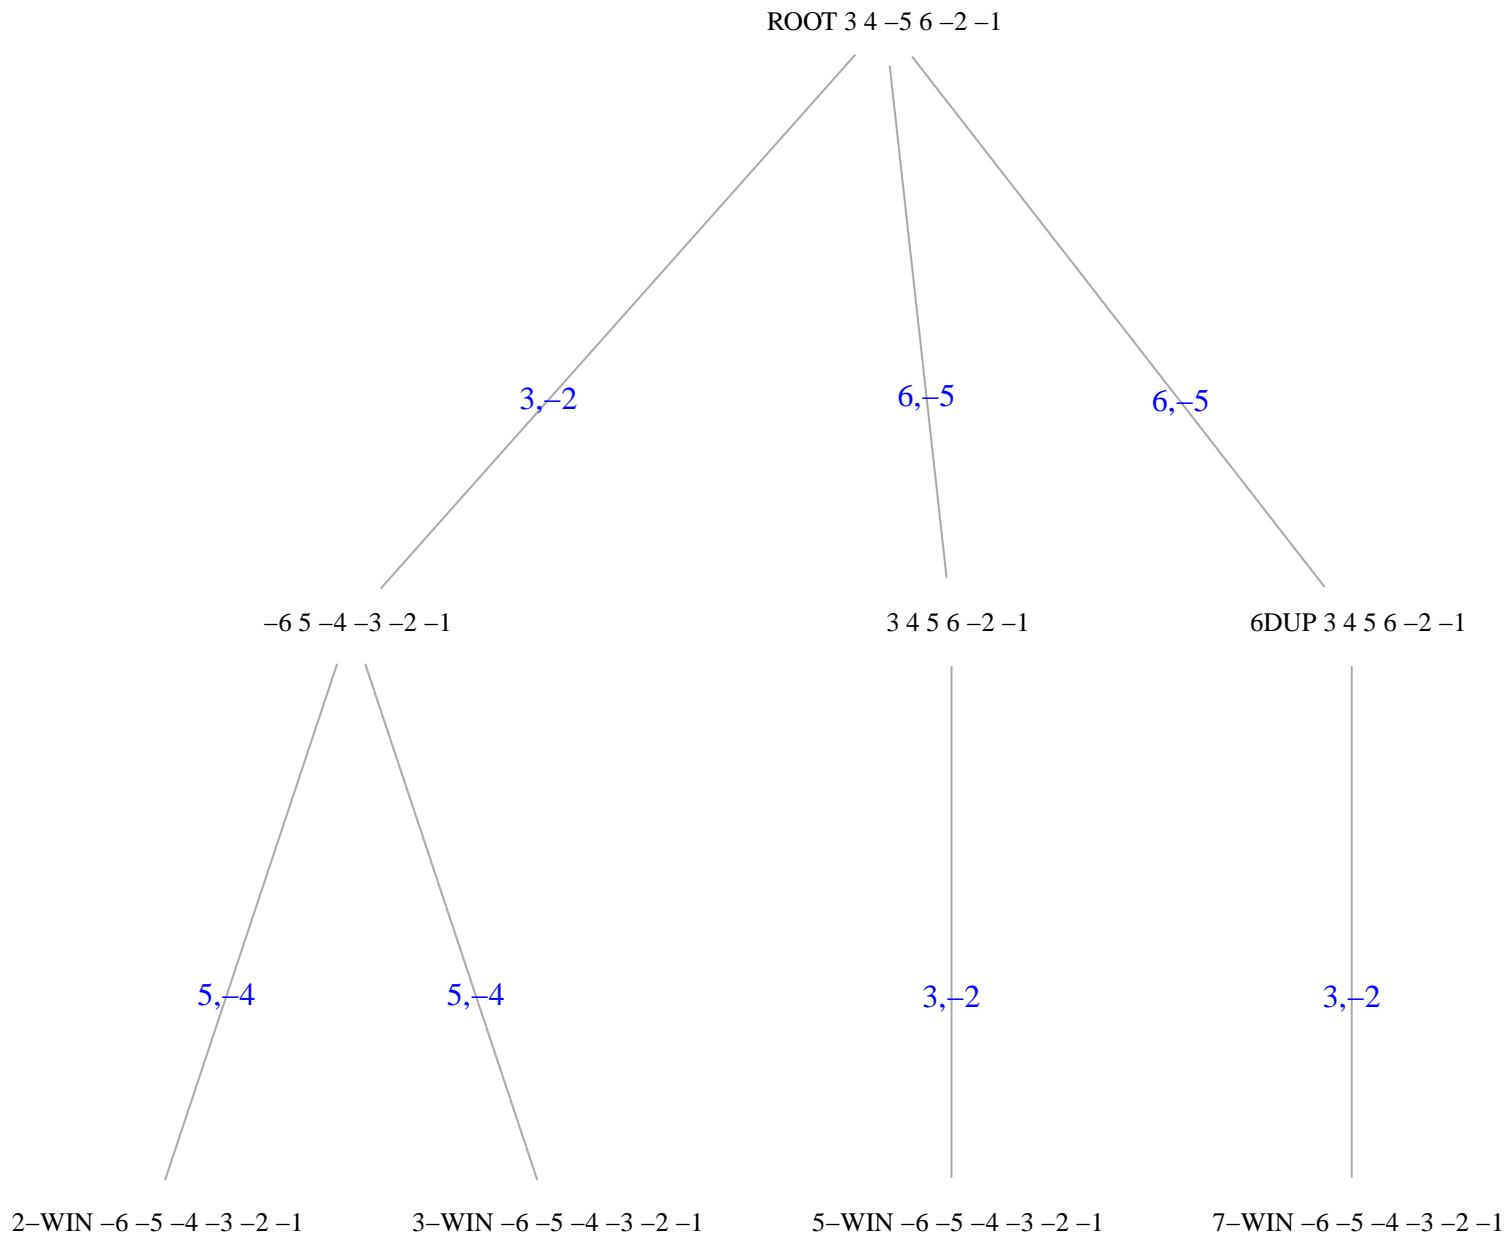 ROOT 3 4 –5 6 –2 –1
3,–2
6,–5
6,–5
–6 5 –4 –3 –2 –1
3 4 5 6 –2 –1
6DUP 3 4 5 6 –2 –1
5,–4
5,–4
3,–2
3,–2
2–WIN –6 –5 –4 –3 –2 –1
3–WIN –6 –5 –4 –3 –2 –1
5–WIN –6 –5 –4 –3 –2 –1
7–WIN –6 –5 –4 –3 –2 –1